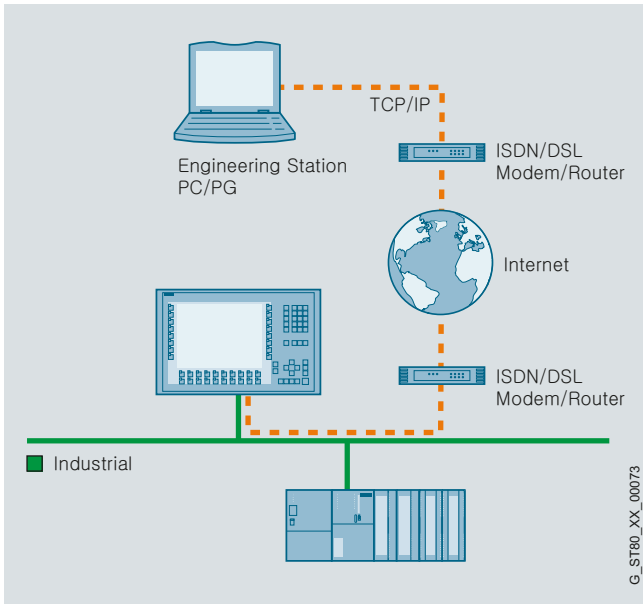 TCP/IP
Engineering Station
PC/PG
ISDN/DSL
Modem/Router
Internet
ISDN/DSL
Modem/Router
Industrial
G_ST80_XX_00073